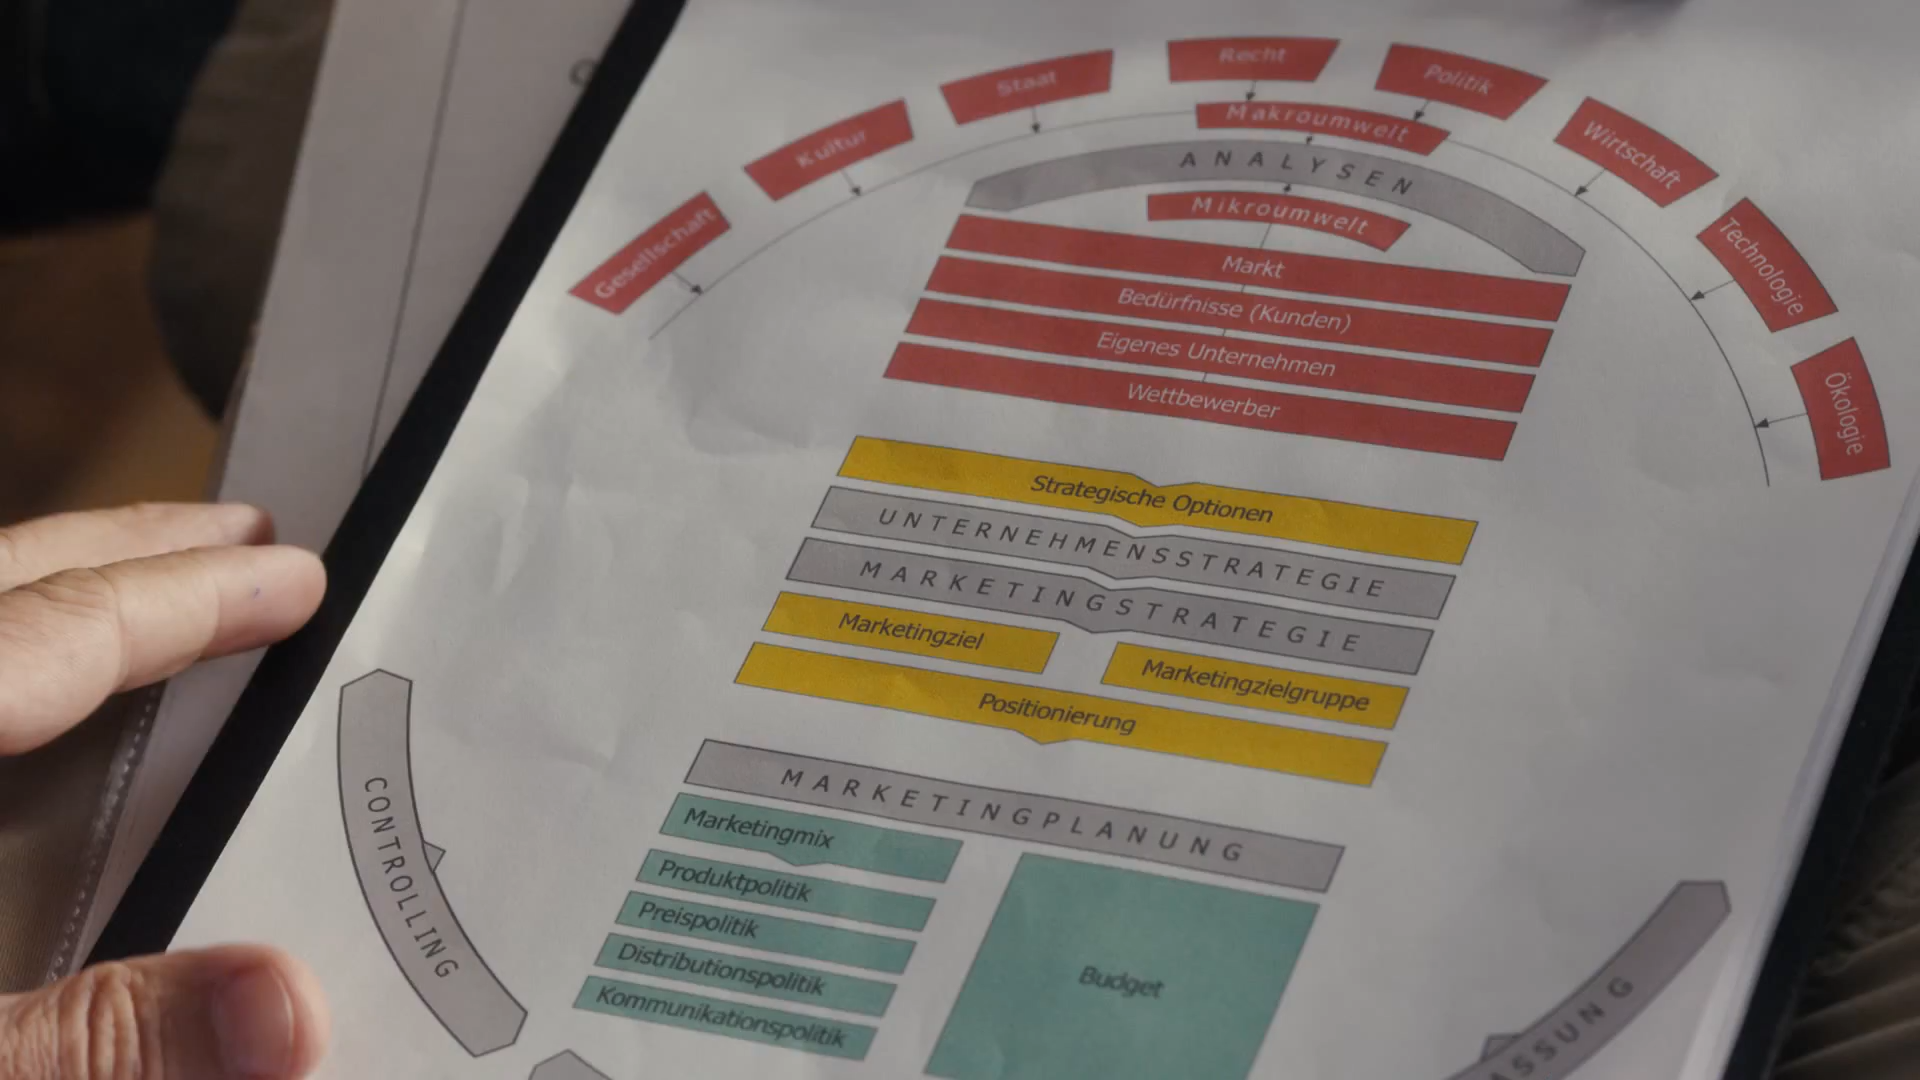 Gesellschaft
Kultur
Staat
Recht
Politik
Wirtschaft
Technologie
Ökologie
Makroumwelt
ANALYSEN
Mikroumwelt
Markt
Bedürfnisse (Kunden)
Eigenes Unternehmen
Wettbewerber
Strategische Optionen
UNTERNEHMENSSTRATEGIE
MARKETINGSTRATEGIE
Marketingziel
Marketingzielgruppe
Positionierung
MARKETINGPLANUNG
Marketingmix
Produktpolitik
Preispolitik
Distributionspolitik
Kommunikationspolitik
Budget
CONTROLLING